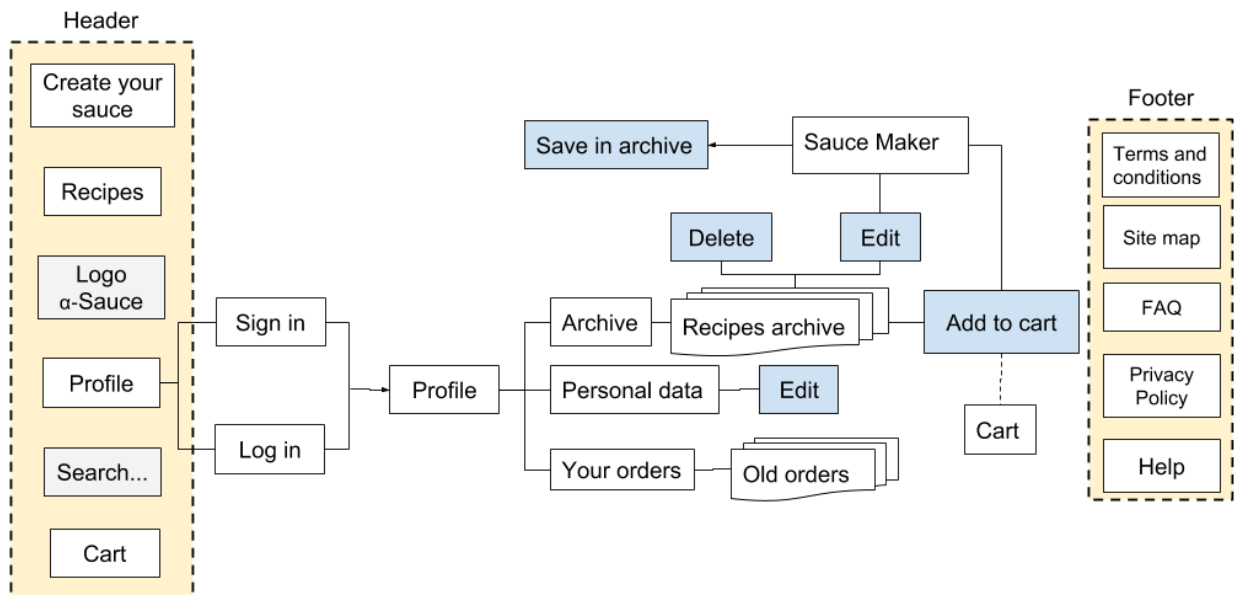 Header
Create your
sauce
Recipes
Logo
α-Sauce
Profile
Search...
Cart
Sign in
Log in
Profile
Archive
Personal data
Your orders
Recipes archive
Edit
Old orders
Delete
Edit
Save in archive
Sauce Maker
Add to cart
Cart
Footer
Terms and
conditions
Site map
FAQ
Privacy
Policy
Help